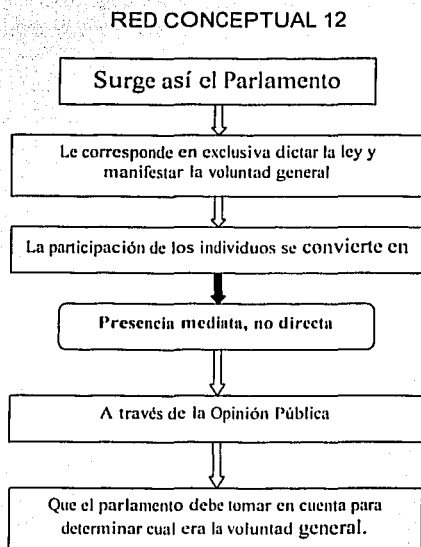 RED CONCEPTUAL 12
Surge así el Parlamento
Le corresponde en exclusiva dictar la ley y
manifestar la voluntad general
La participación de los individuos se convierte en
Presencia mediata, no directa
A través de la Opinión Pública
Que el parlamento debe tomar en cuenta para
determinar cual era la voluntad general.